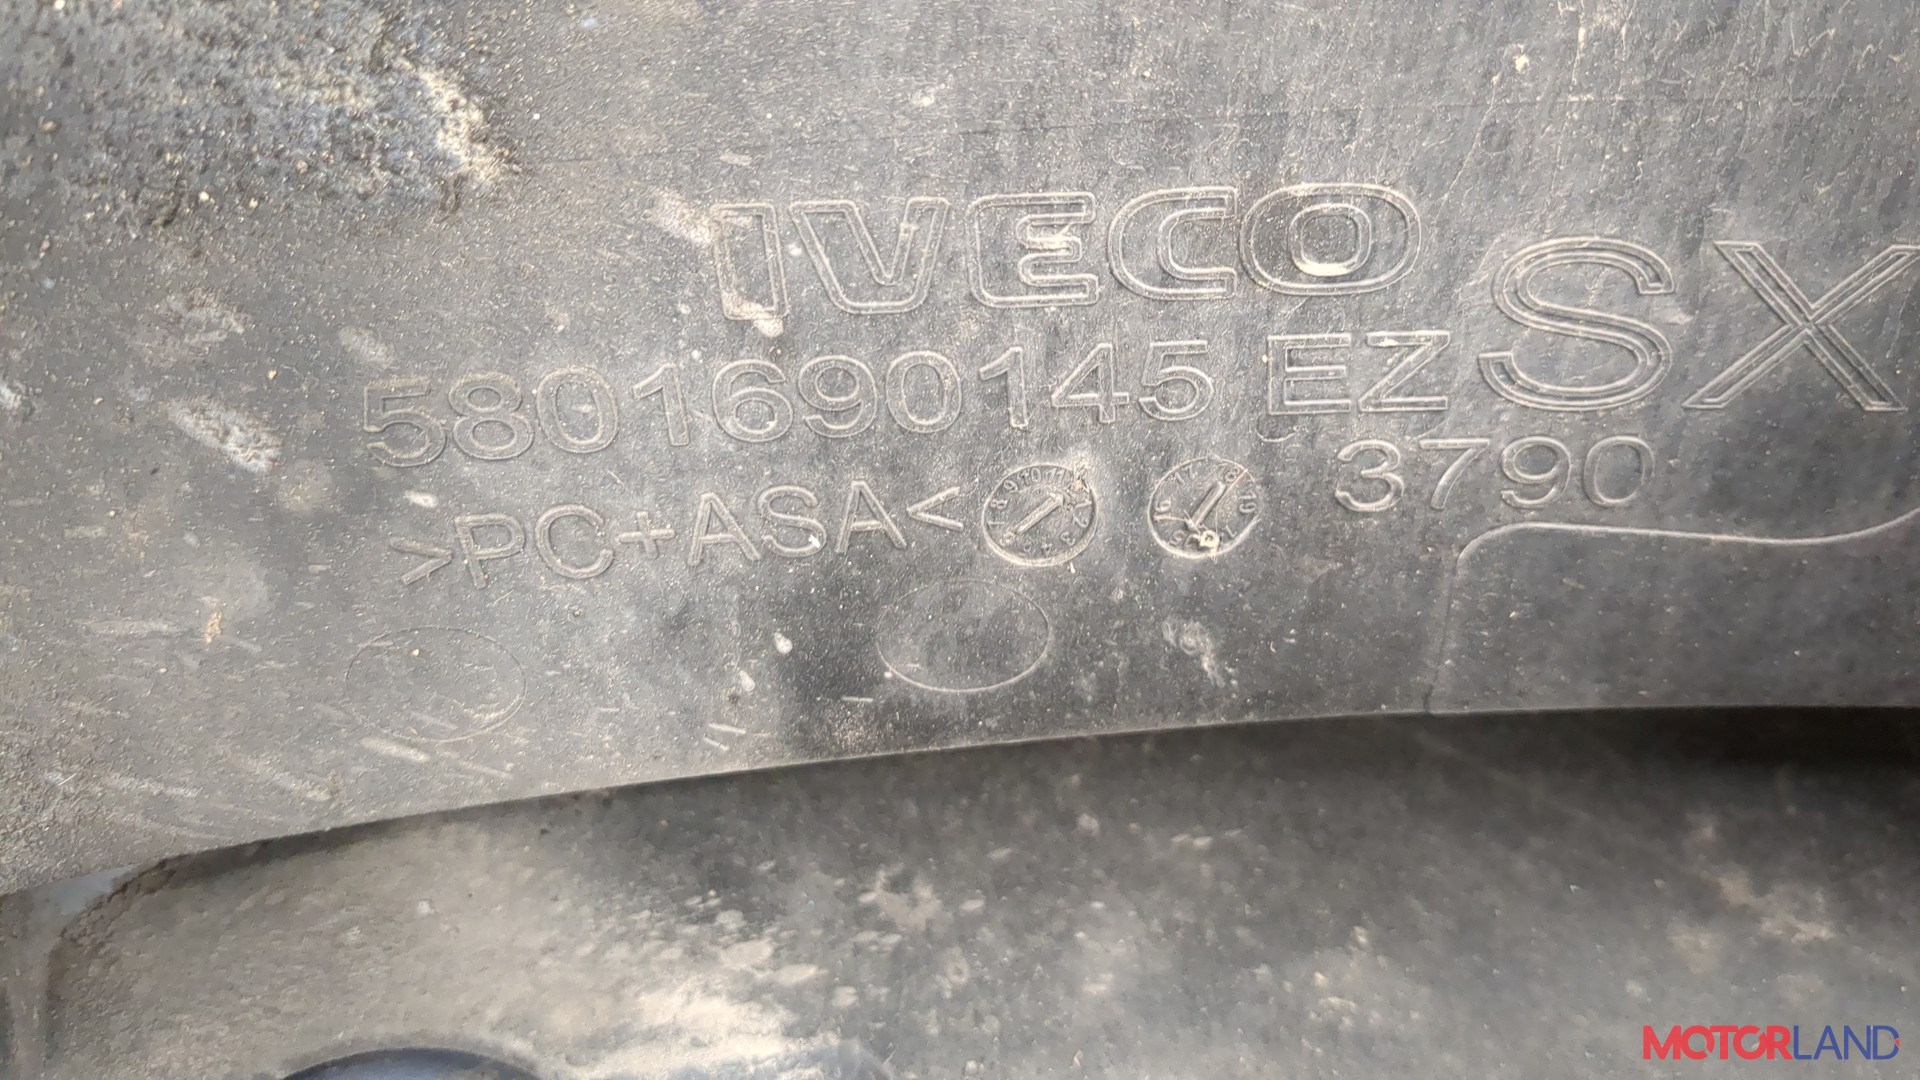 IVECO
5801690145 EZ SX
>PC+ASA< 3790
MOTORLAND